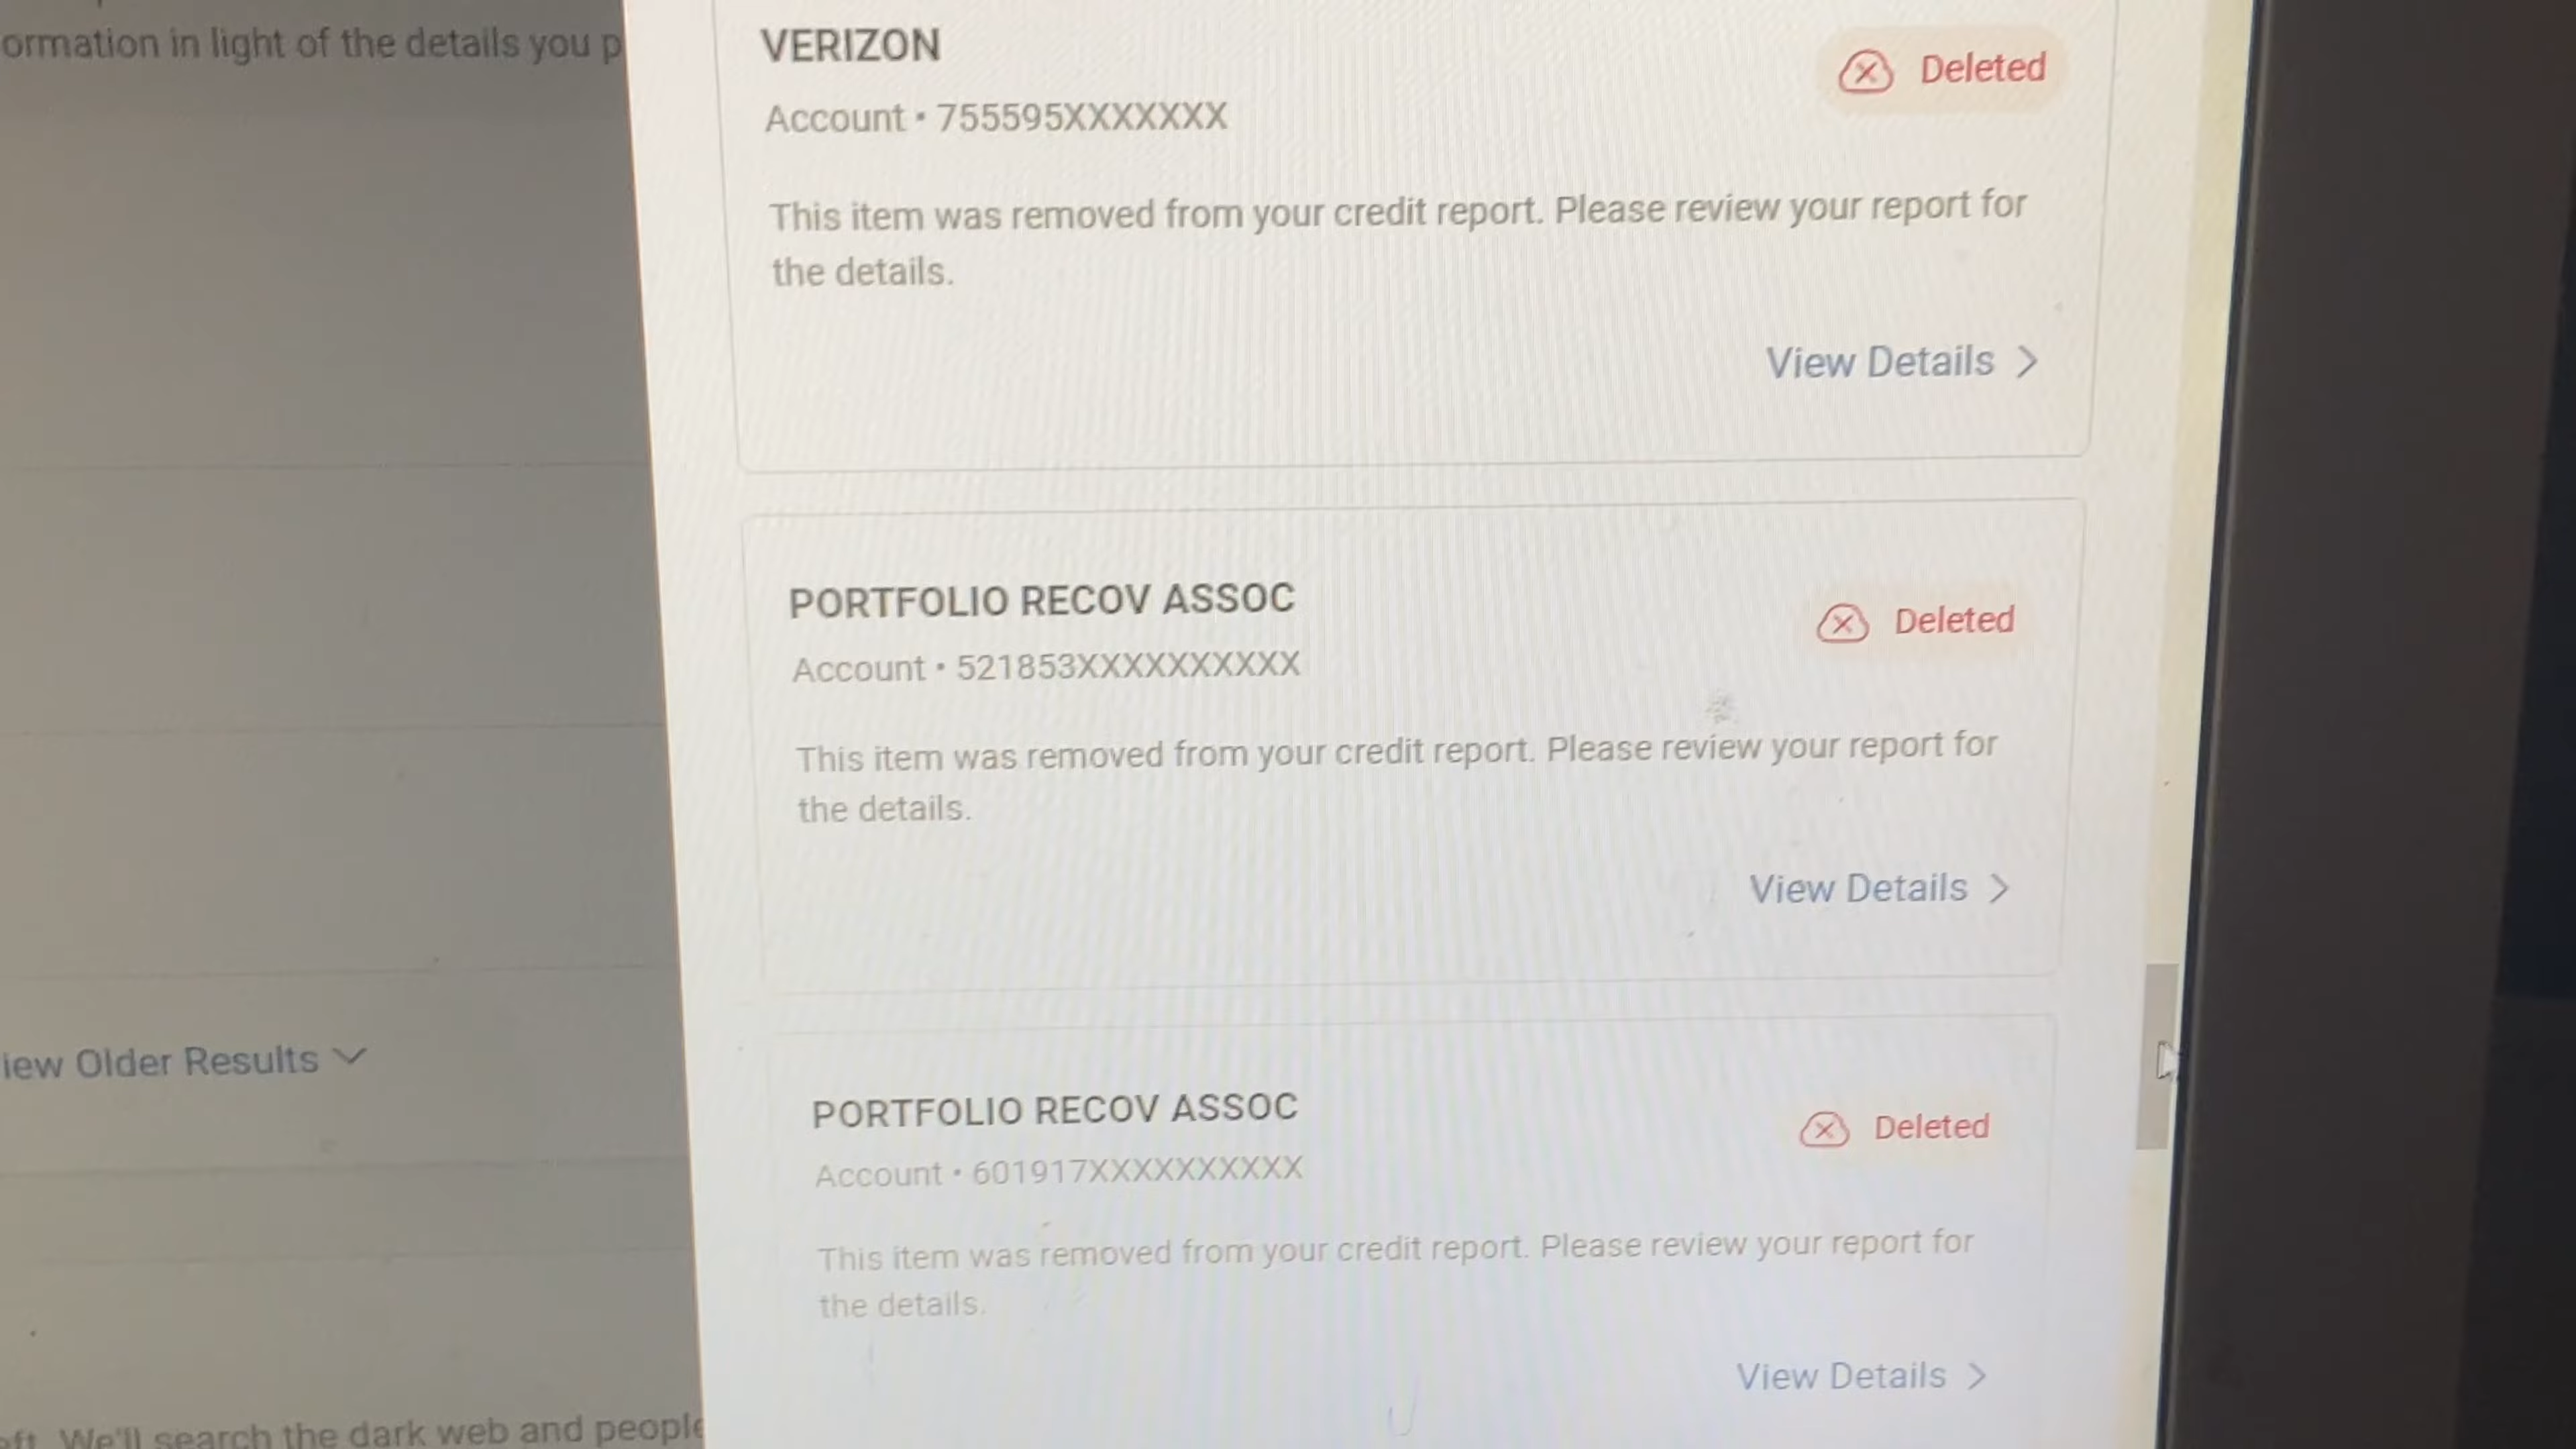 ormation in light of the details you p
VERIZON
Deleted
Account • 755595XXXXXXX
This item was removed from your credit report. Please review your report for
the details.
View Details
PORTFOLIO RECOV ASSOC
Deleted
Account • 521853XXXXXXXXXX
This item was removed from your credit report. Please review your report for
the details.
View Details
iew Older Results
PORTFOLIO RECOV ASSOC
Deleted
Account • 601917XXXXXXXXXX
This item was removed from your credit report. Please review your report for
the details.
View Details
eft. We'll search the dark web and people